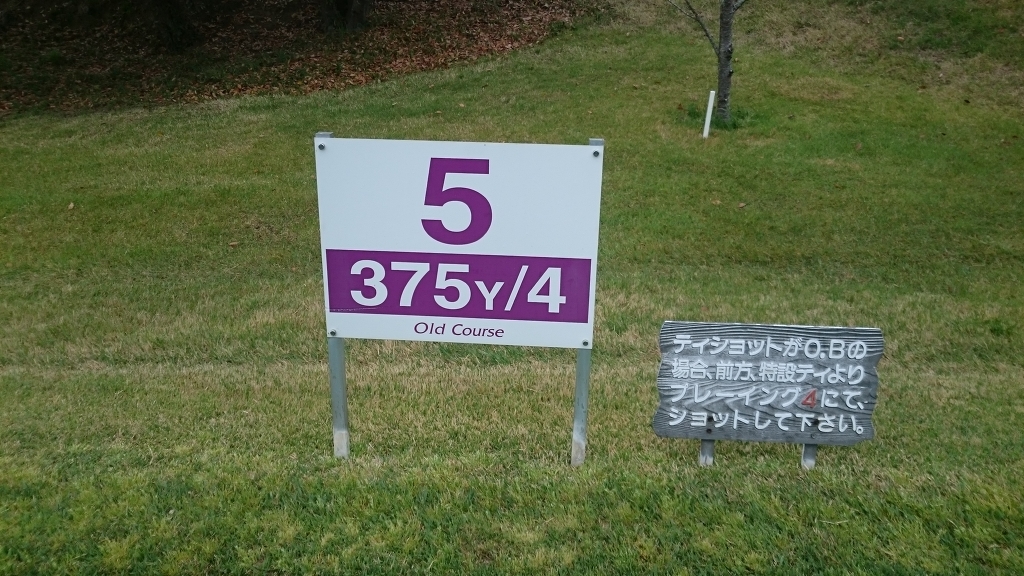 5
375Y/4
Old Course
ティショットがO.Bの
場合、前方、特設ティより
プレーイング4にて、
ショットして下さい。